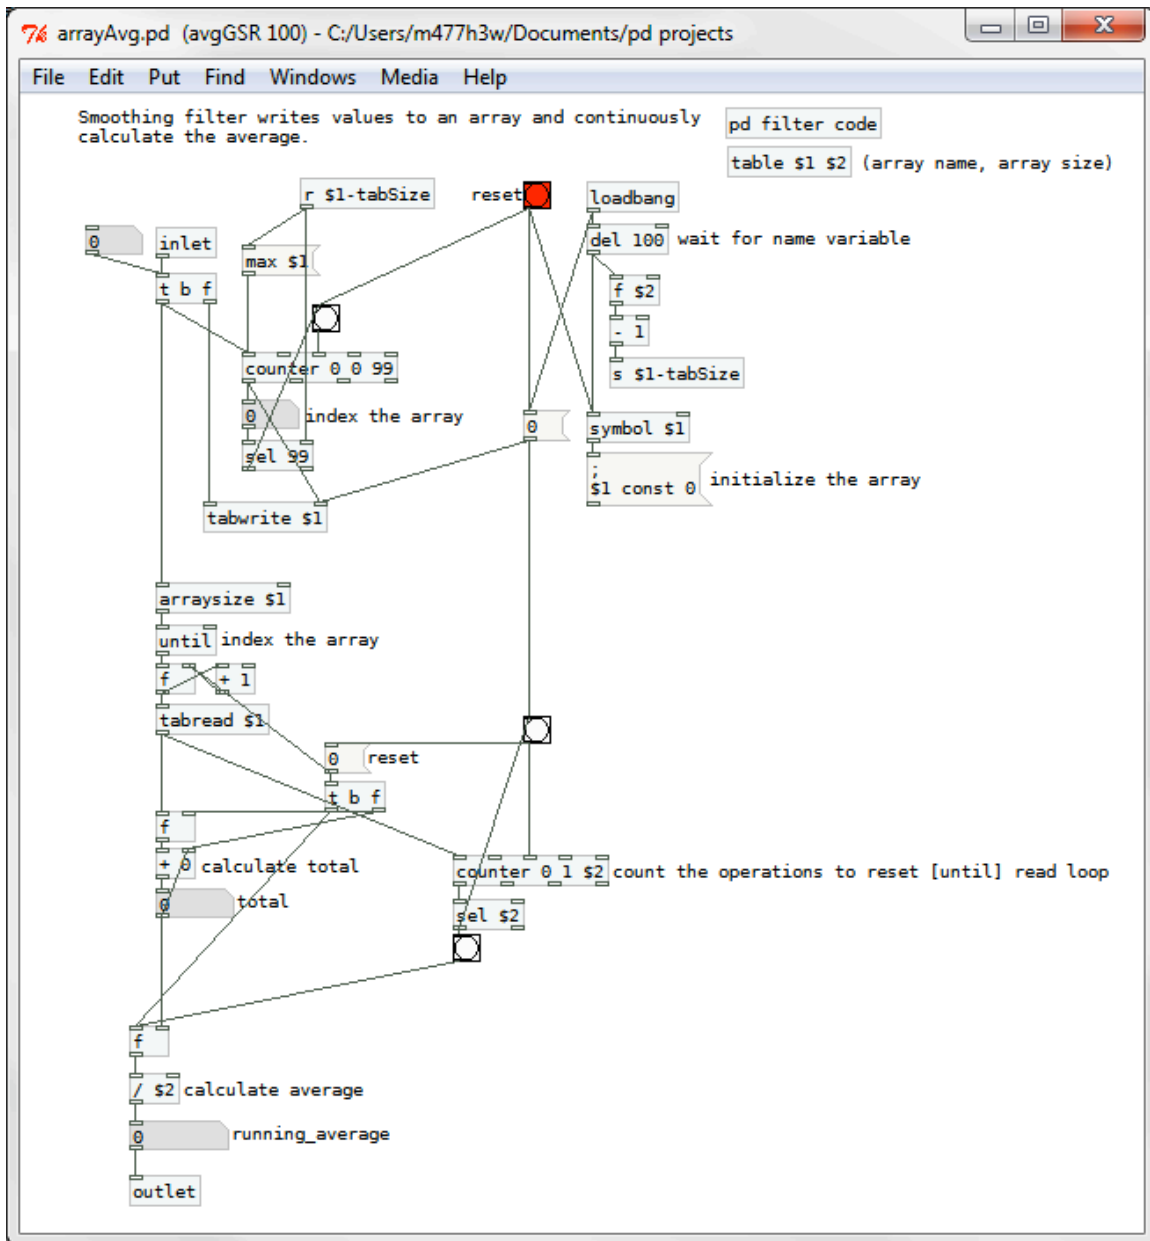 arrayAvg.pd (avgGSR 100) - C:/Users/m477h3w/Documents/pd projects
File Edit Put Find Windows Media Help
Smoothing filter writes values to an array and continuously
calculate the average.
pd filter code
table $1 $2 (array name, array size)
r $1-tabSize
reset
loadbang
0
inlet
max $1
del 100 wait for name variable
t b f
f $2
- 1
counter 0 0 99
s $1-tabSize
0 index the array
0
symbol $1
sel 99
;
$1 const 0 initialize the array
tabwrite $1
arraysize $1
until index the array
f
+ 1
tabread $1
0 reset
t b f
f
+ 0 calculate total
counter 0 1 $2 count the operations to reset [until] read loop
0 total
sel $2
f
/ $2 calculate average
0 running_average
outlet